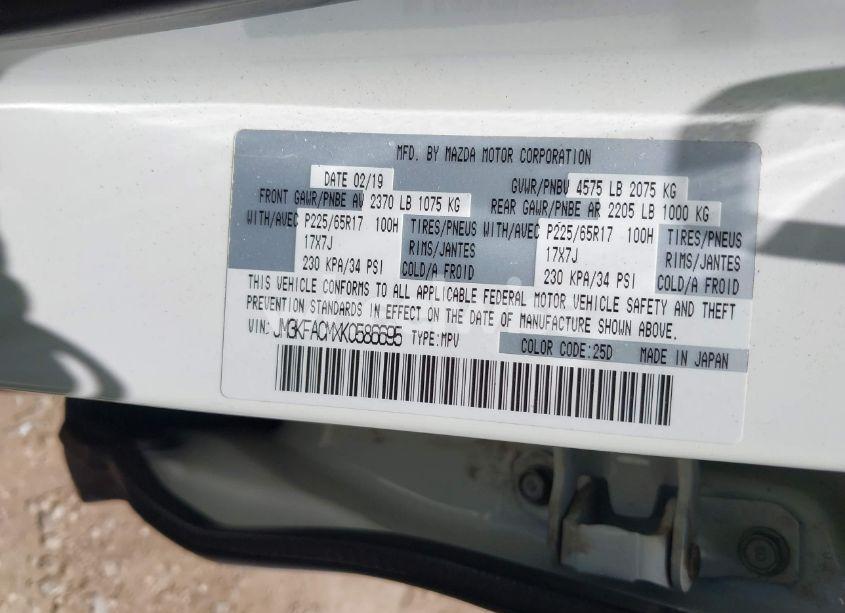 MFD. BY MAZDA MOTOR CORPORATION
DATE 02/19 GVWR/PNBV 4575 LB 2075 KG
FRONT GAWR/PNBE AV 2370 LB 1075 KG REAR GAWR/PNBE AR 2205 LB 1000 KG
WITH/AVEC P225/65R17 100H TIRES/PNEUS WITH/AVEC P225/65R17 100H TIRES/PNEUS
17X7J RIMS/JANTES 17X7J RIMS/JANTES
230 KPA/34 PSI COLD/A FROID 230 KPA/34 PSI COLD/A FROID
THIS VEHICLE CONFORMS TO ALL APPLICABLE FEDERAL MOTOR VEHICLE SAFETY AND THEFT
PREVENTION STANDARDS IN EFFECT ON THE DATE OF MANUFACTURE SHOWN ABOVE.
VIN: JM3KFACMXK0586695 TYPE:MPV COLOR CODE:25D MADE IN JAPAN